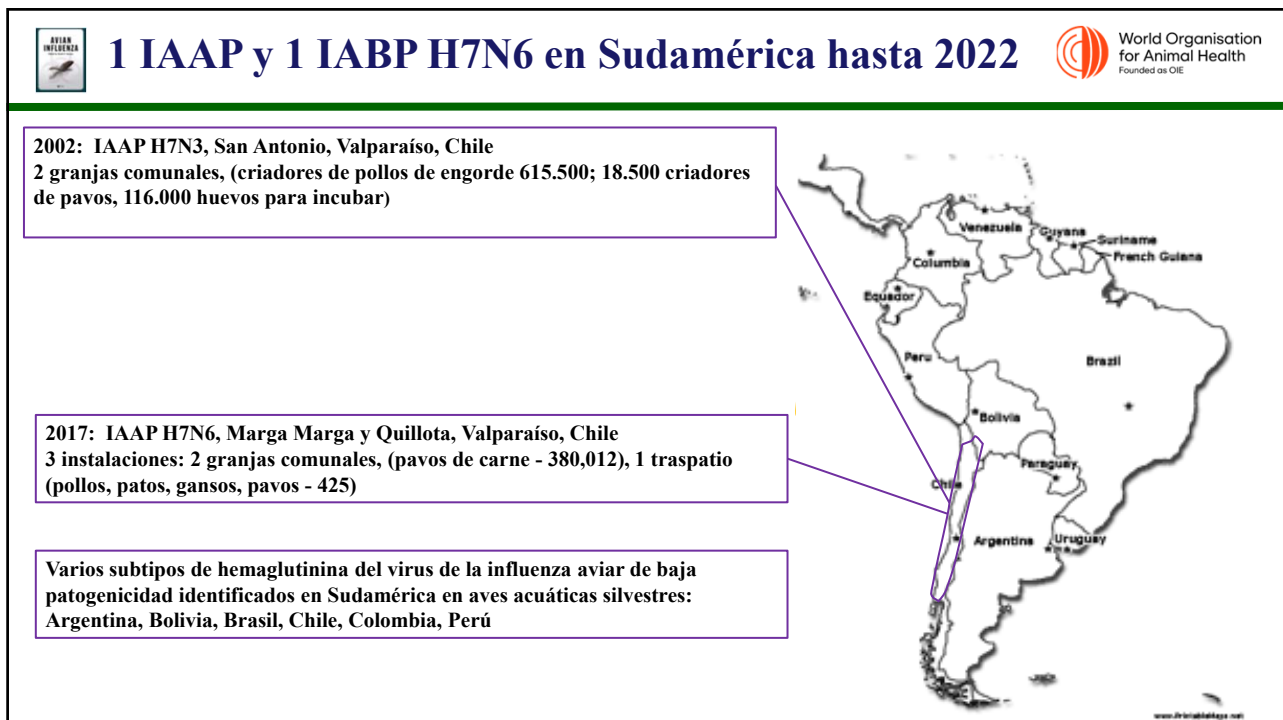 AVIAN
INFLUENZA
1 IAAP y 1 IABP H7N6 en Sudamérica hasta 2022
World Organisation
for Animal Health
Founded as OIE
2002: IAAP H7N3, San Antonio, Valparaíso, Chile
2 granjas comunales, (criadores de pollos de engorde 615.500; 18.500 criadores
de pavos, 116.000 huevos para incubar)
2017: IAAP H7N6, Marga Marga y Quillota, Valparaíso, Chile
3 instalaciones: 2 granjas comunales, (pavos de carne - 380,012), 1 traspatio
(pollos, patos, gansos, pavos - 425)
Varios subtipos de hemaglutinina del virus de la influenza aviar de baja
patogenicidad identificados en Sudamérica en aves acuáticas silvestres:
Argentina, Bolivia, Brasil, Chile, Colombia, Perú
Venezuela
Guyana
Suriname
French Guiana
Columbia
Equador
Peru
Brazil
Bolivia
Paraguay
Chile
Argentina
Uruguay
www.PrintableMaps.net